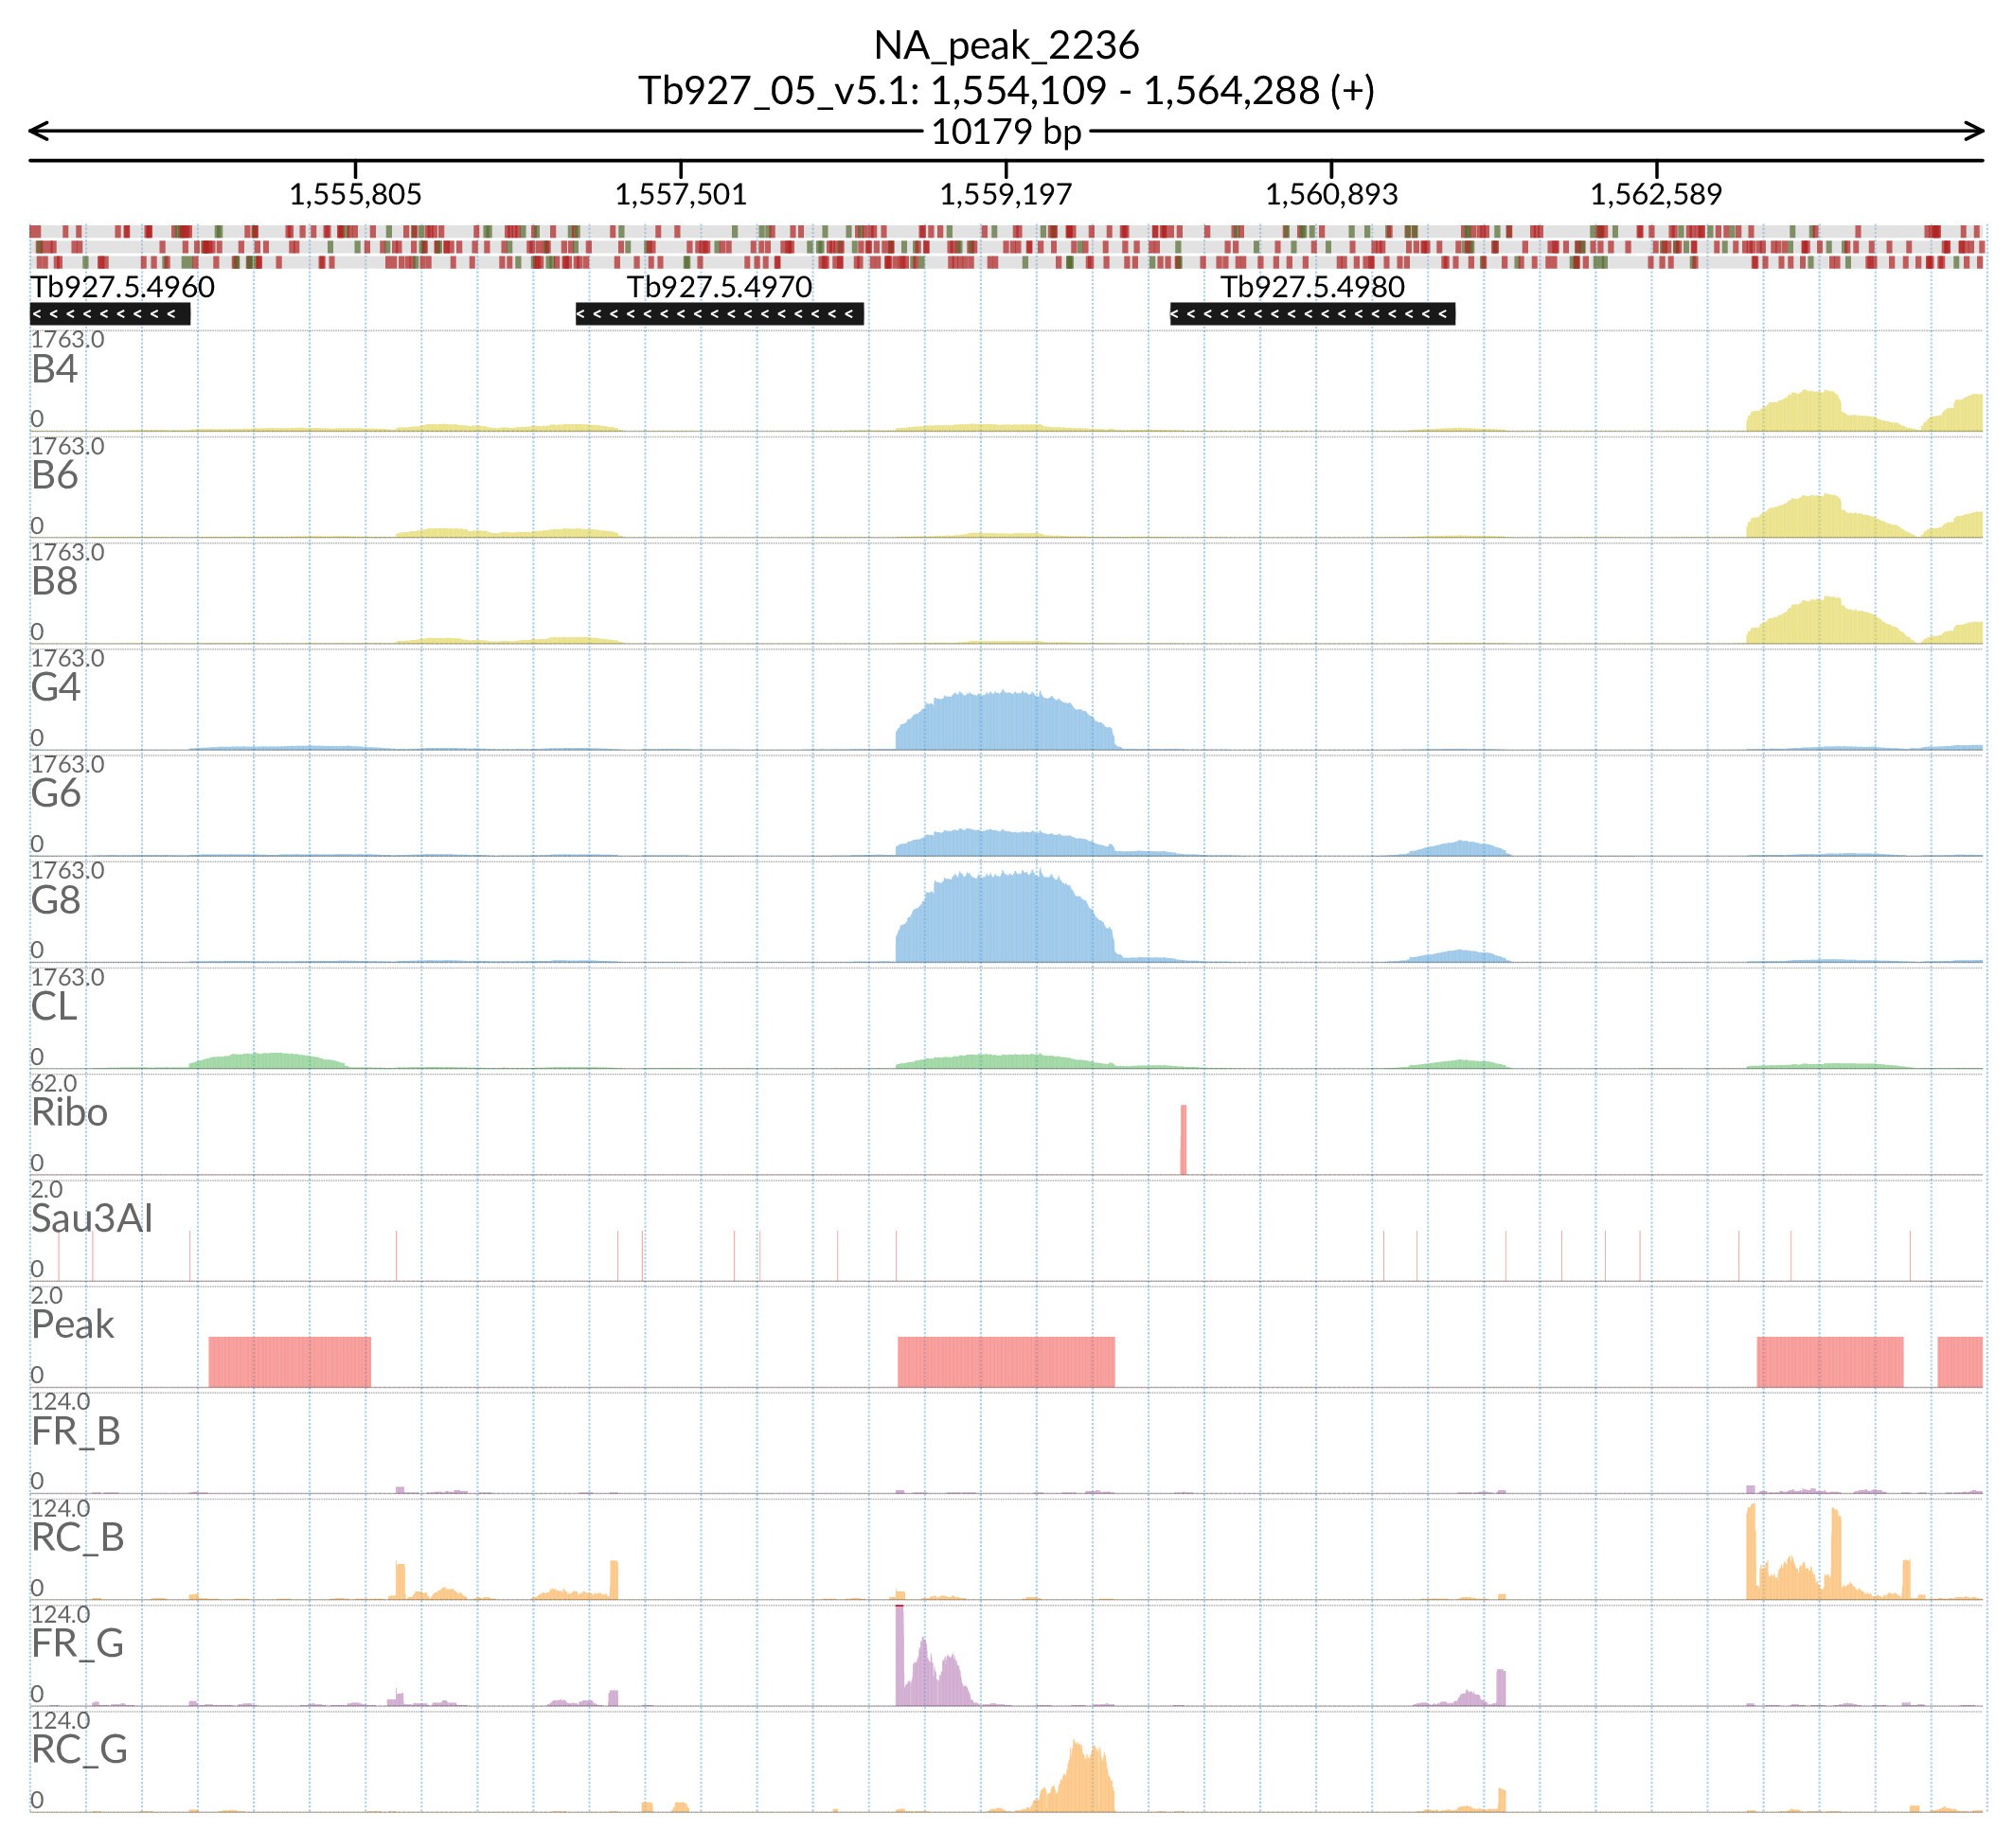 NA_peak_2236
Tb927_05_v5.1: 1,554,109 - 1,564,288 (+)
10179 bp
1,555,805 1,557,501 1,559,197 1,560,893 1,562,589
Tb927.5.4960 Tb927.5.4970 Tb927.5.4980
1763.0
B4
0
1763.0
B6
0
1763.0
B8
0
1763.0
G4
0
1763.0
G6
0
1763.0
G8
0
1763.0
CL
0
62.0
Ribo
0
2.0
Sau3AI
0
2.0
Peak
0
124.0
FR_B
0
124.0
RC_B
0
124.0
FR_G
0
124.0
RC_G
0